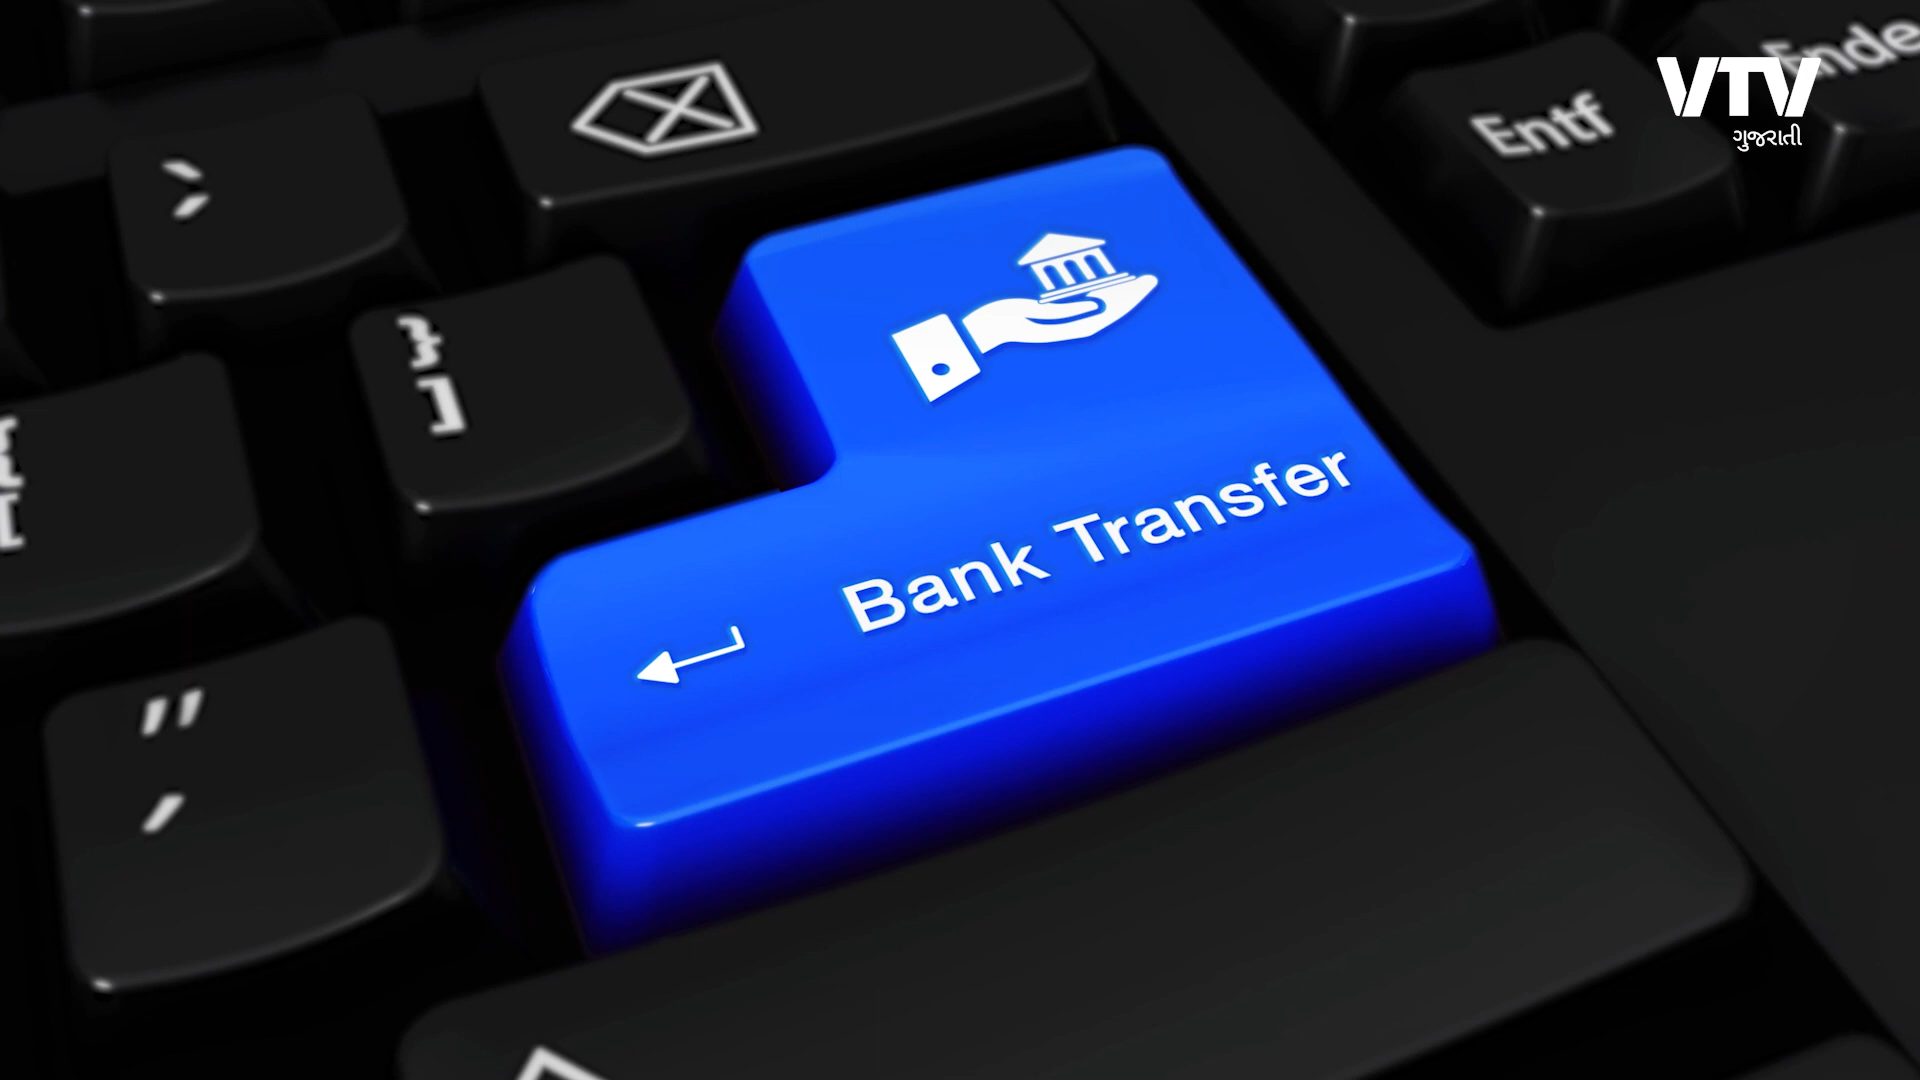 VTV
ગુજરાતી
Entf
Ende
>
}
]
"
'
Bank Transfer